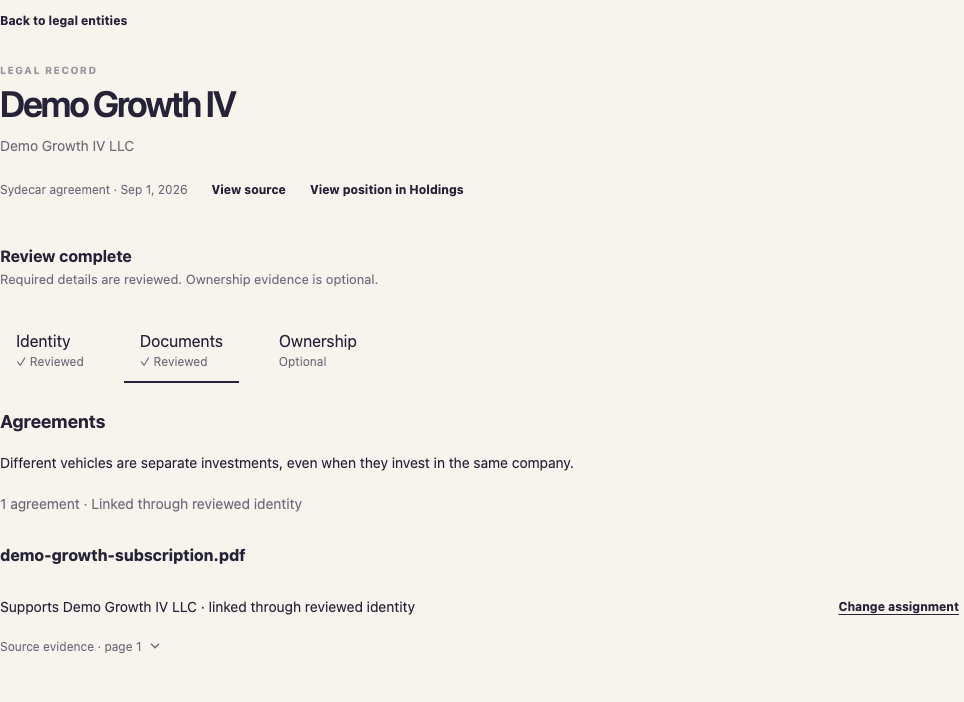 Back to legal entities
LEGAL RECORD
Demo Growth IV
Demo Growth IV LLC
Sydecar agreement · Sep 1, 2026 View source View position in Holdings
Review complete
Required details are reviewed. Ownership evidence is optional.
Identity Documents Ownership
✓ Reviewed ✓ Reviewed Optional
Agreements
Different vehicles are separate investments, even when they invest in the same company.
1 agreement · Linked through reviewed identity
demo-growth-subscription.pdf
Supports Demo Growth IV LLC · linked through reviewed identity Change assignment
Source evidence · page 1